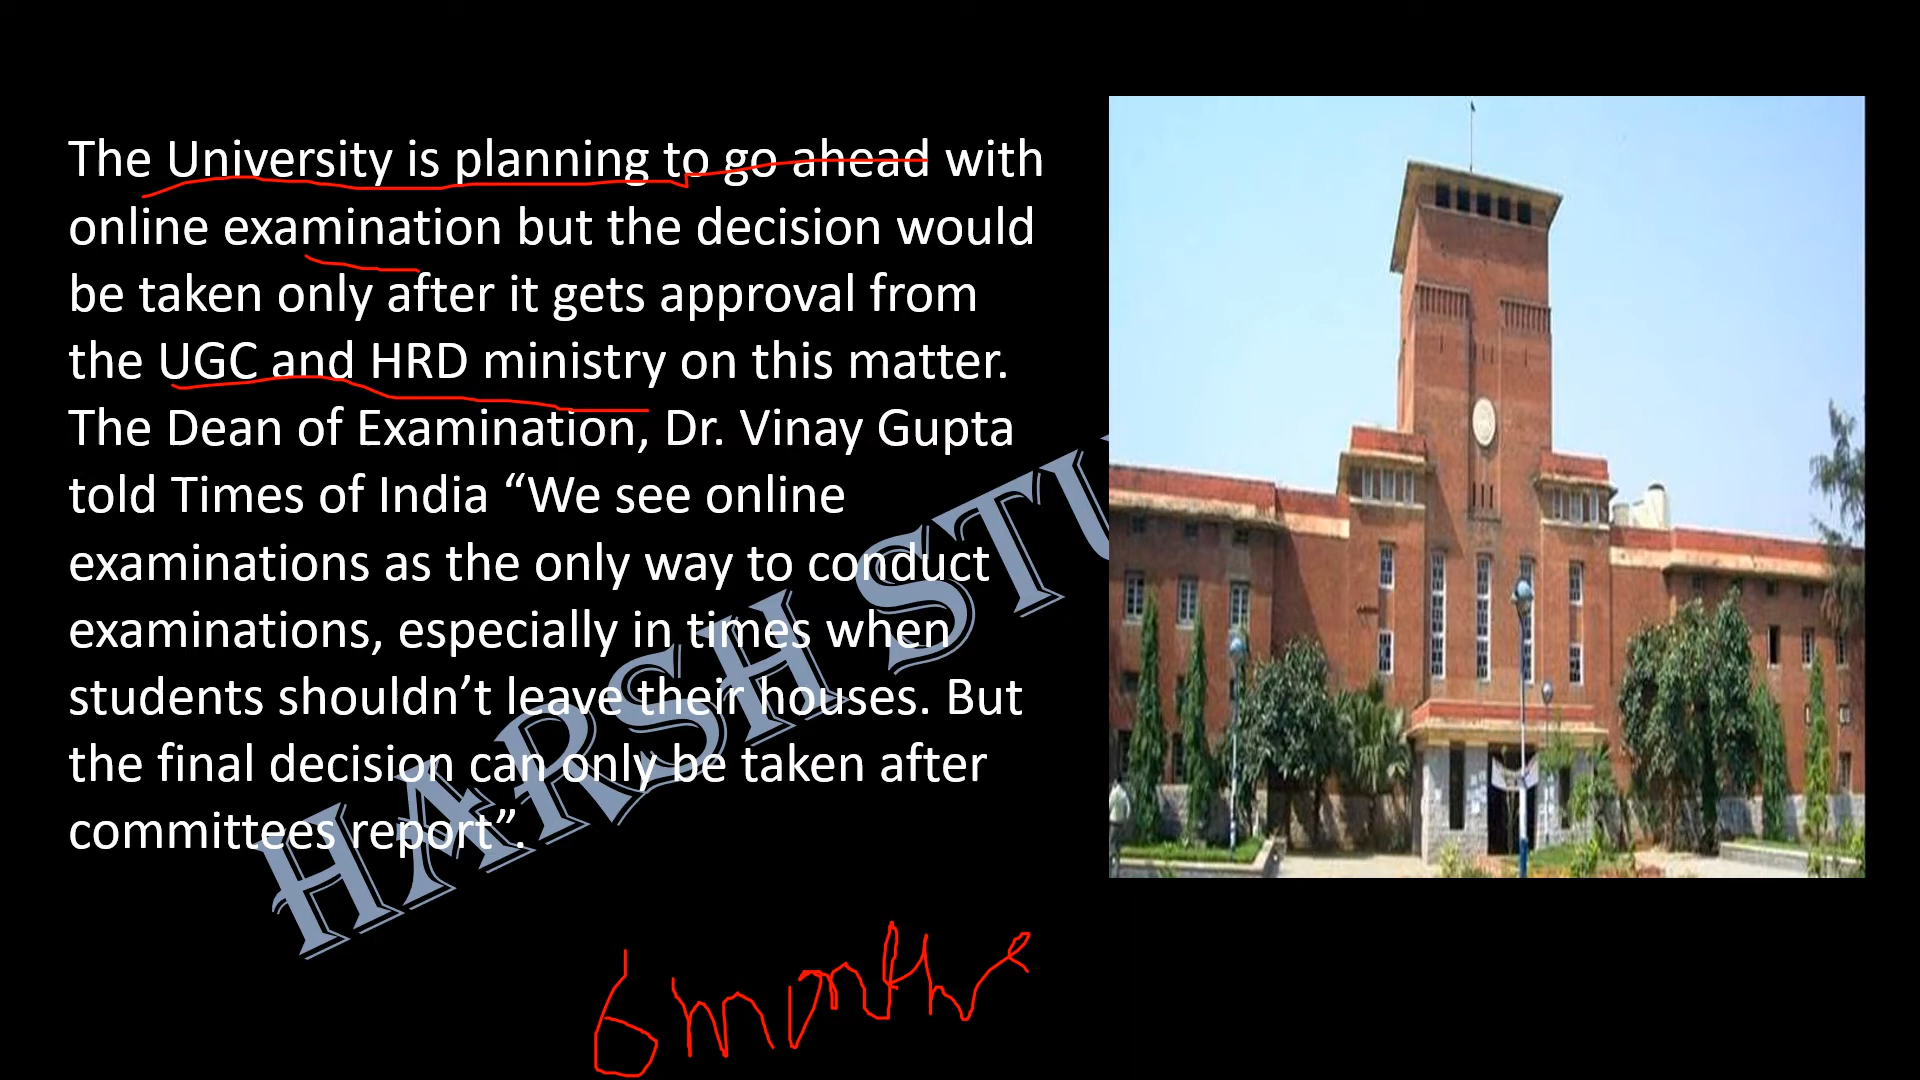 The University is planning to go ahead with
online examination but the decision would
be taken only after it gets approval from
the UGC and HRD ministry on this matter.
The Dean of Examination, Dr. Vinay Gupta
told Times of India “We see online
examinations as the only way to conduct
examinations, especially in times when
students shouldn’t leave their houses. But
the final decision can only be taken after
committees report”.
HARSH STU
6 months